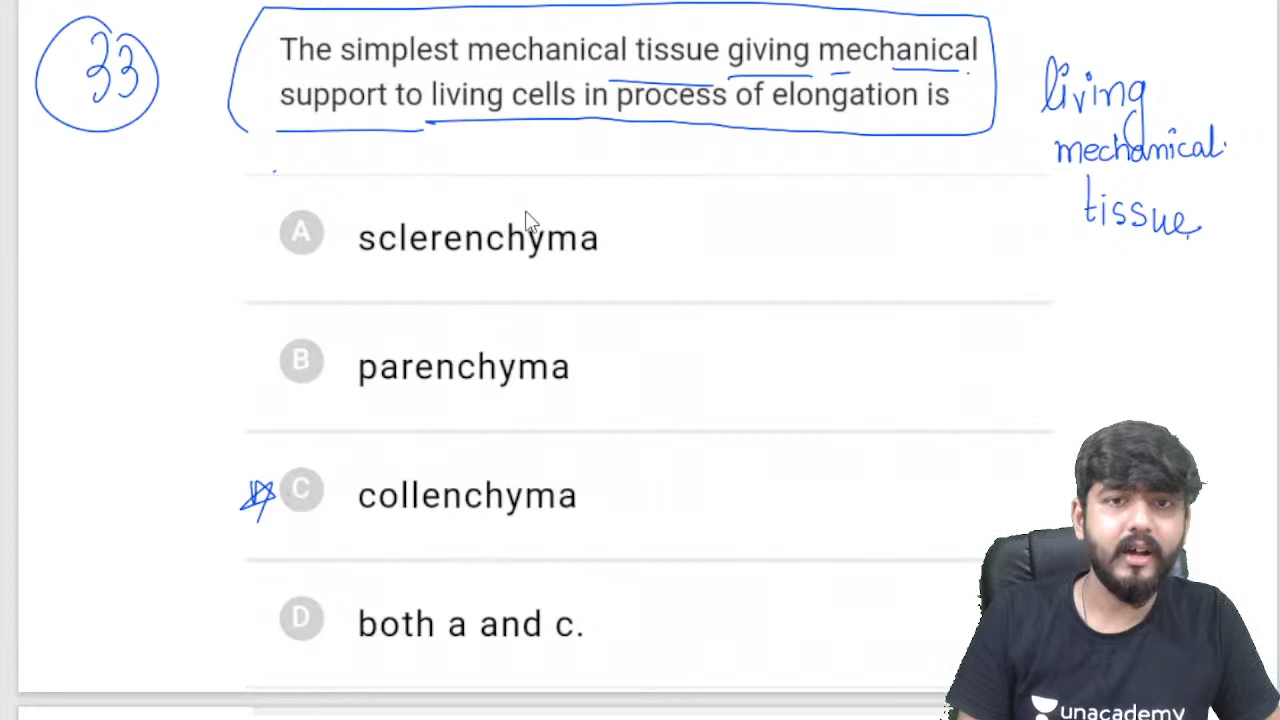 33
The simplest mechanical tissue giving mechanical
support to living cells in process of elongation is
living
mechanical.
tissue
A sclerenchyma
B parenchyma
C collenchyma
D both a and c.
unacademy